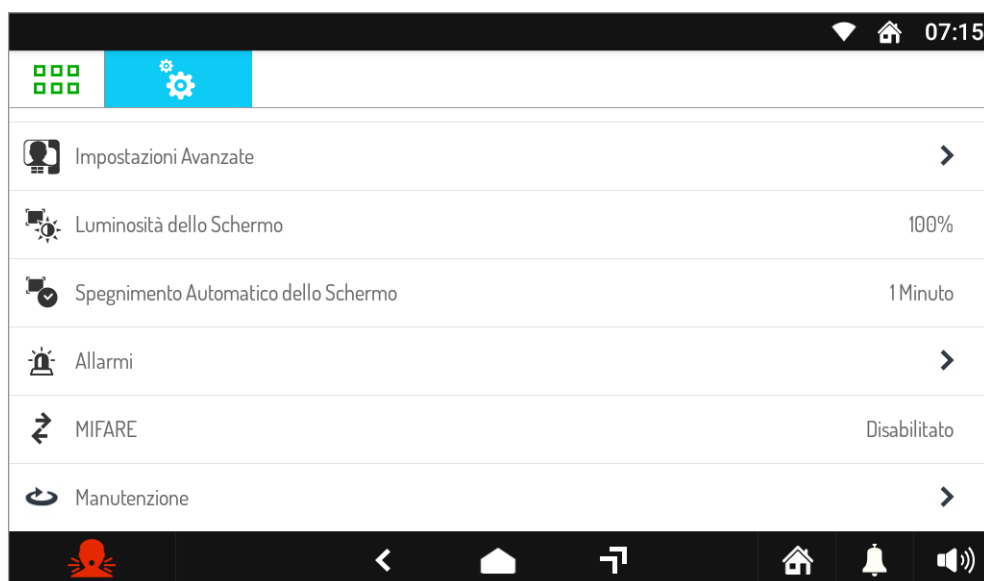 07:15
Impostazioni Avanzate
Luminosità dello Schermo 100%
Spegnimento Automatico dello Schermo 1 Minuto
Allarmi
MIFARE Disabilitato
Manutenzione